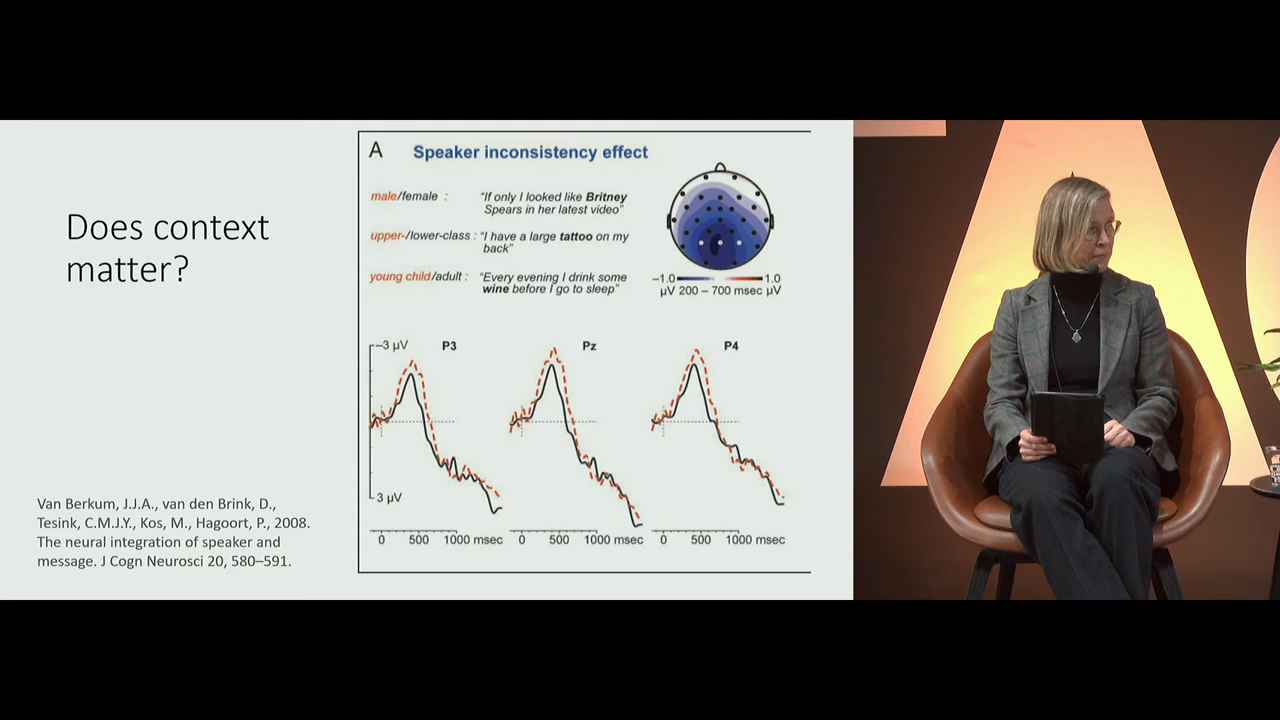 Does context
matter?
Van Berkum, J.J.A., van den Brink, D.,
Tesink, C.M.J.Y., Kos, M., Hagoort, P., 2008.
The neural integration of speaker and
message. J Cogn Neurosci 20, 580–591.
A Speaker inconsistency effect
male/female : "If only I looked like Britney
Spears in her latest video"
upper-/lower-class : "I have a large tattoo on my
back"
young child/adult : "Every evening I drink some
wine before I go to sleep"
−1.0 1.0
µV 200 – 700 msec µV
−3 µV P3 Pz P4
3 µV
0 500 1000 msec 0 500 1000 msec 0 500 1000 msec